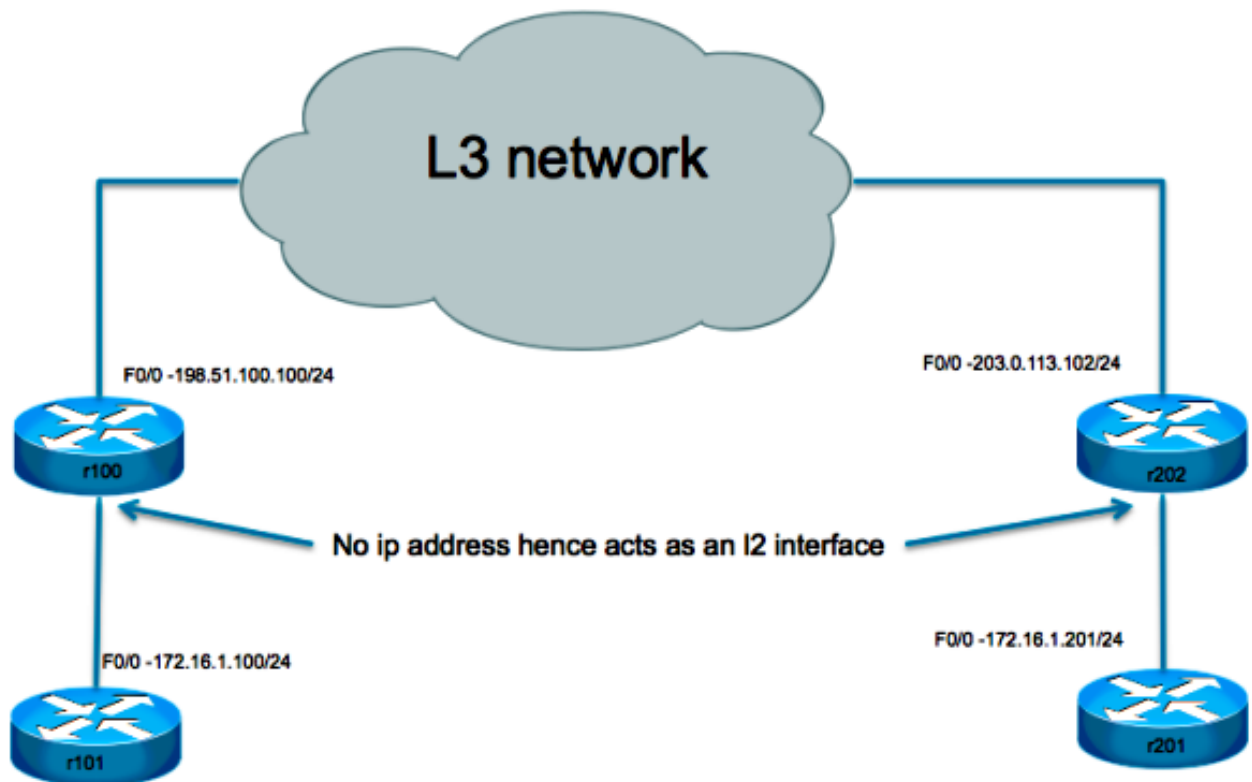 L3 network
F0/0 -198.51.100.100/24
F0/0 -203.0.113.102/24
r100
r202
No ip address hence acts as an l2 interface
F0/0 -172.16.1.100/24
F0/0 -172.16.1.201/24
r101
r201